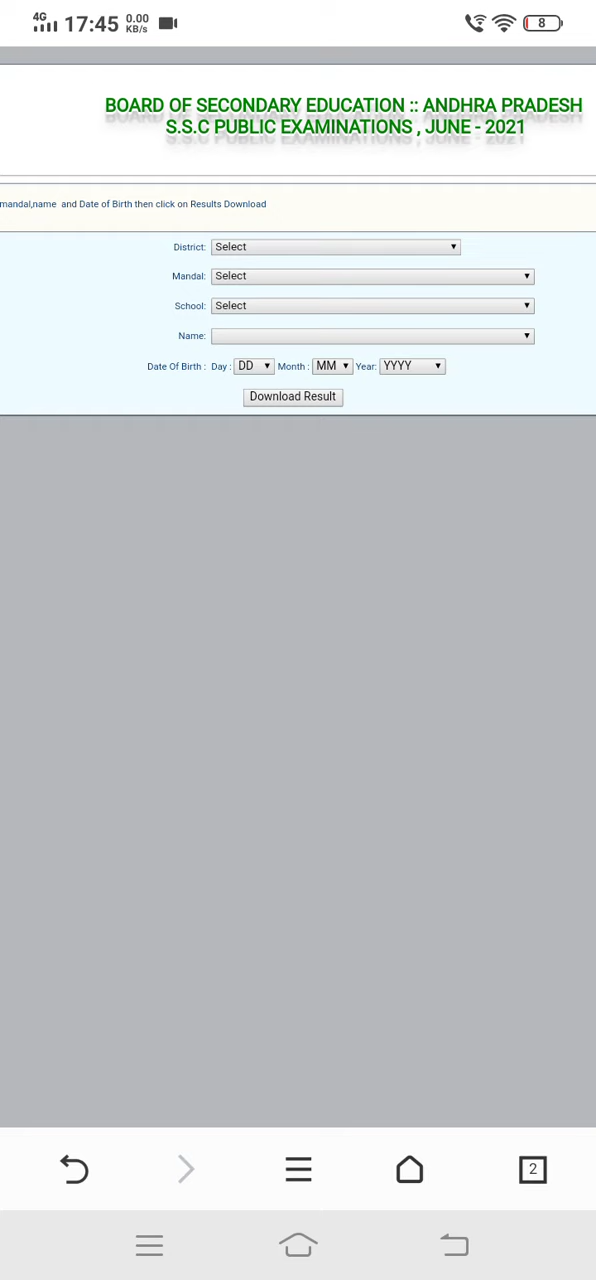 4G 17:45 0.00 KB/s 8
BOARD OF SECONDARY EDUCATION :: ANDHRA PRADESH
S.S.C PUBLIC EXAMINATIONS , JUNE - 2021
mandal,name and Date of Birth then click on Results Download
District: Select
Mandal: Select
School: Select
Name:
Date Of Birth : Day : DD Month : MM Year: YYYY
Download Result
2